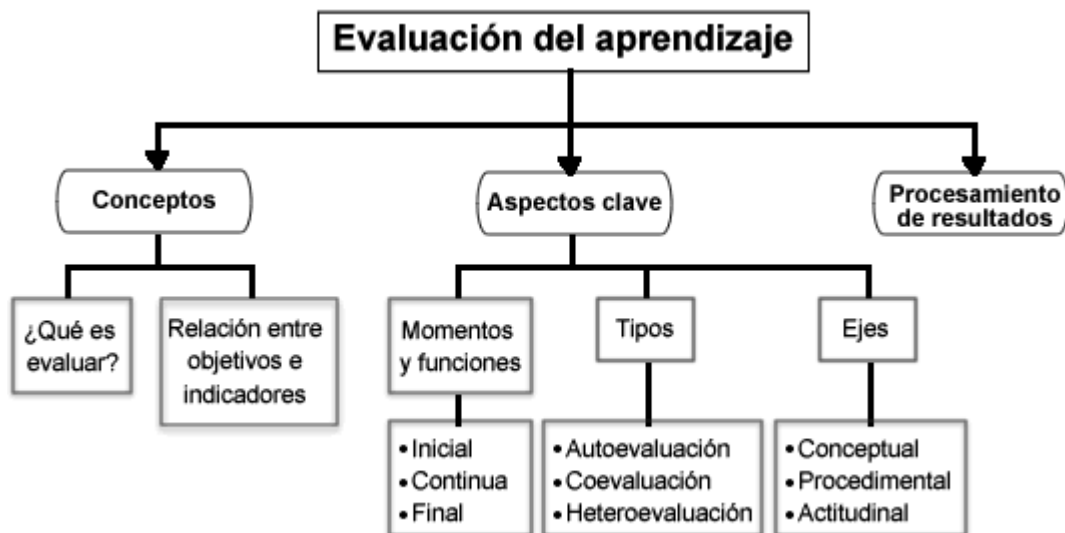 Evaluación del aprendizaje
Conceptos
Aspectos clave
Procesamiento
de resultados
¿Qué es
evaluar?
Relación entre
objetivos e
indicadores
Momentos
y funciones
Tipos
Ejes
•Inicial
•Continua
•Final
•Autoevaluación
•Coevaluación
•Heteroevaluación
•Conceptual
•Procedimental
•Actitudinal